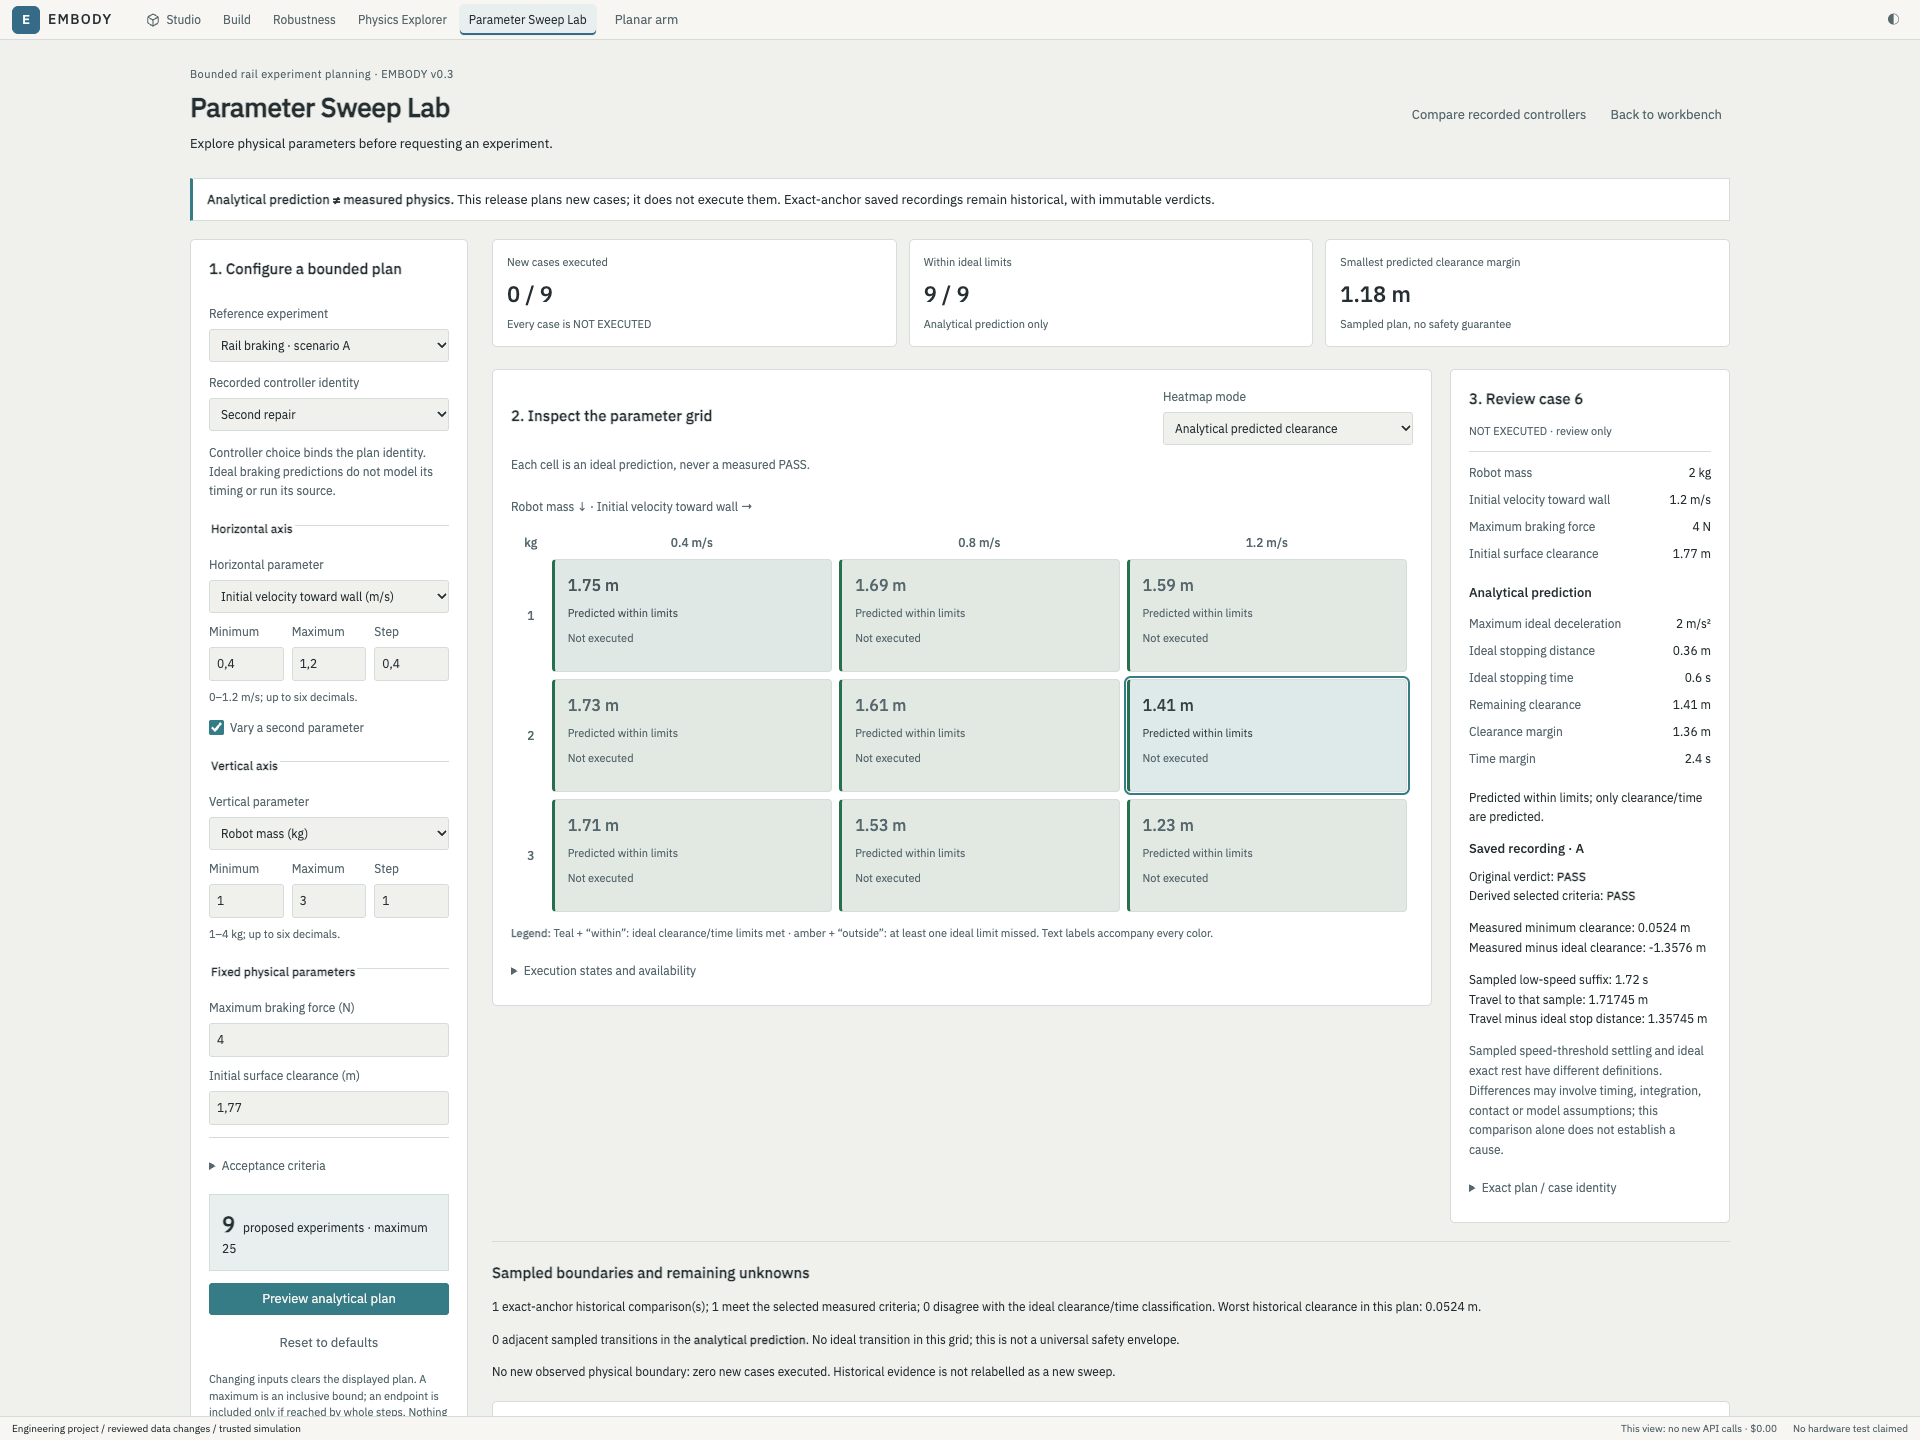 E EMBODY Studio Build Robustness Physics Explorer Parameter Sweep Lab Planar arm
Bounded rail experiment planning · EMBODY v0.3
Parameter Sweep Lab
Compare recorded controllers Back to workbench
Explore physical parameters before requesting an experiment.
Analytical prediction ≠ measured physics. This release plans new cases; it does not execute them. Exact-anchor saved recordings remain historical, with immutable verdicts.
1. Configure a bounded plan
Reference experiment
Rail braking · scenario A
Recorded controller identity
Second repair
Controller choice binds the plan identity.
Ideal braking predictions do not model its
timing or run its source.
Horizontal axis
Horizontal parameter
Initial velocity toward wall (m/s)
Minimum Maximum Step
0,4 1,2 0,4
0–1.2 m/s; up to six decimals.
Vary a second parameter
Vertical axis
Vertical parameter
Robot mass (kg)
Minimum Maximum Step
1 3 1
1–4 kg; up to six decimals.
Fixed physical parameters
Maximum braking force (N)
4
Initial surface clearance (m)
1,77
Acceptance criteria
9 proposed experiments · maximum
25
Preview analytical plan
Reset to defaults
Changing inputs clears the displayed plan. A
maximum is an inclusive bound; an endpoint is
included only if reached by whole steps. Nothing
New cases executed
0 / 9
Every case is NOT EXECUTED
Within ideal limits
9 / 9
Analytical prediction only
Smallest predicted clearance margin
1.18 m
Sampled plan, no safety guarantee
2. Inspect the parameter grid
Heatmap mode
Analytical predicted clearance
Each cell is an ideal prediction, never a measured PASS.
Robot mass ↓ · Initial velocity toward wall →
kg 0.4 m/s 0.8 m/s 1.2 m/s
1
1.75 m
Predicted within limits
Not executed
1.69 m
Predicted within limits
Not executed
1.59 m
Predicted within limits
Not executed
2
1.73 m
Predicted within limits
Not executed
1.61 m
Predicted within limits
Not executed
1.41 m
Predicted within limits
Not executed
3
1.71 m
Predicted within limits
Not executed
1.53 m
Predicted within limits
Not executed
1.23 m
Predicted within limits
Not executed
Legend: Teal + “within”: ideal clearance/time limits met · amber + “outside”: at least one ideal limit missed. Text labels accompany every color.
Execution states and availability
3. Review case 6
NOT EXECUTED · review only
Robot mass 2 kg
Initial velocity toward wall 1.2 m/s
Maximum braking force 4 N
Initial surface clearance 1.77 m
Analytical prediction
Maximum ideal deceleration 2 m/s²
Ideal stopping distance 0.36 m
Ideal stopping time 0.6 s
Remaining clearance 1.41 m
Clearance margin 1.36 m
Time margin 2.4 s
Predicted within limits; only clearance/time
are predicted.
Saved recording · A
Original verdict: PASS
Derived selected criteria: PASS
Measured minimum clearance: 0.0524 m
Measured minus ideal clearance: -1.3576 m
Sampled low-speed suffix: 1.72 s
Travel to that sample: 1.71745 m
Travel minus ideal stop distance: 1.35745 m
Sampled speed-threshold settling and ideal
exact rest have different definitions.
Differences may involve timing, integration,
contact or model assumptions; this
comparison alone does not establish a
cause.
Exact plan / case identity
Sampled boundaries and remaining unknowns
1 exact-anchor historical comparison(s); 1 meet the selected measured criteria; 0 disagree with the ideal clearance/time classification. Worst historical clearance in this plan: 0.0524 m.
0 adjacent sampled transitions in the analytical prediction. No ideal transition in this grid; this is not a universal safety envelope.
No new observed physical boundary: zero new cases executed. Historical evidence is not relabelled as a new sweep.
Engineering project / reviewed data changes / trusted simulation
This view: no new API calls · $0.00 No hardware test claimed